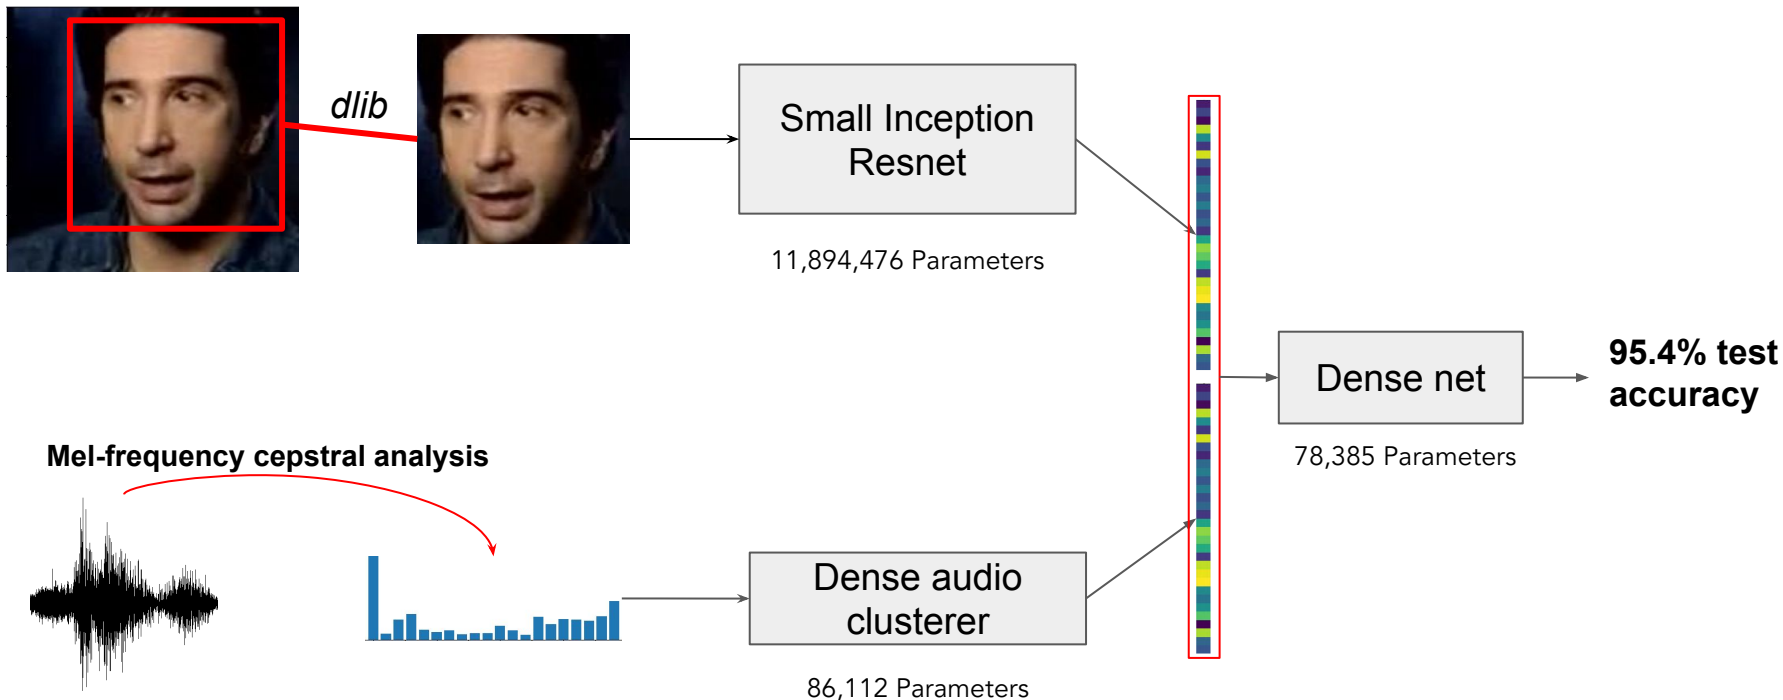 dlib
Small Inception
Resnet
11,894,476 Parameters
95.4% test
accuracy
Dense net
78,385 Parameters
Mel-frequency cepstral analysis
Dense audio
clusterer
86,112 Parameters